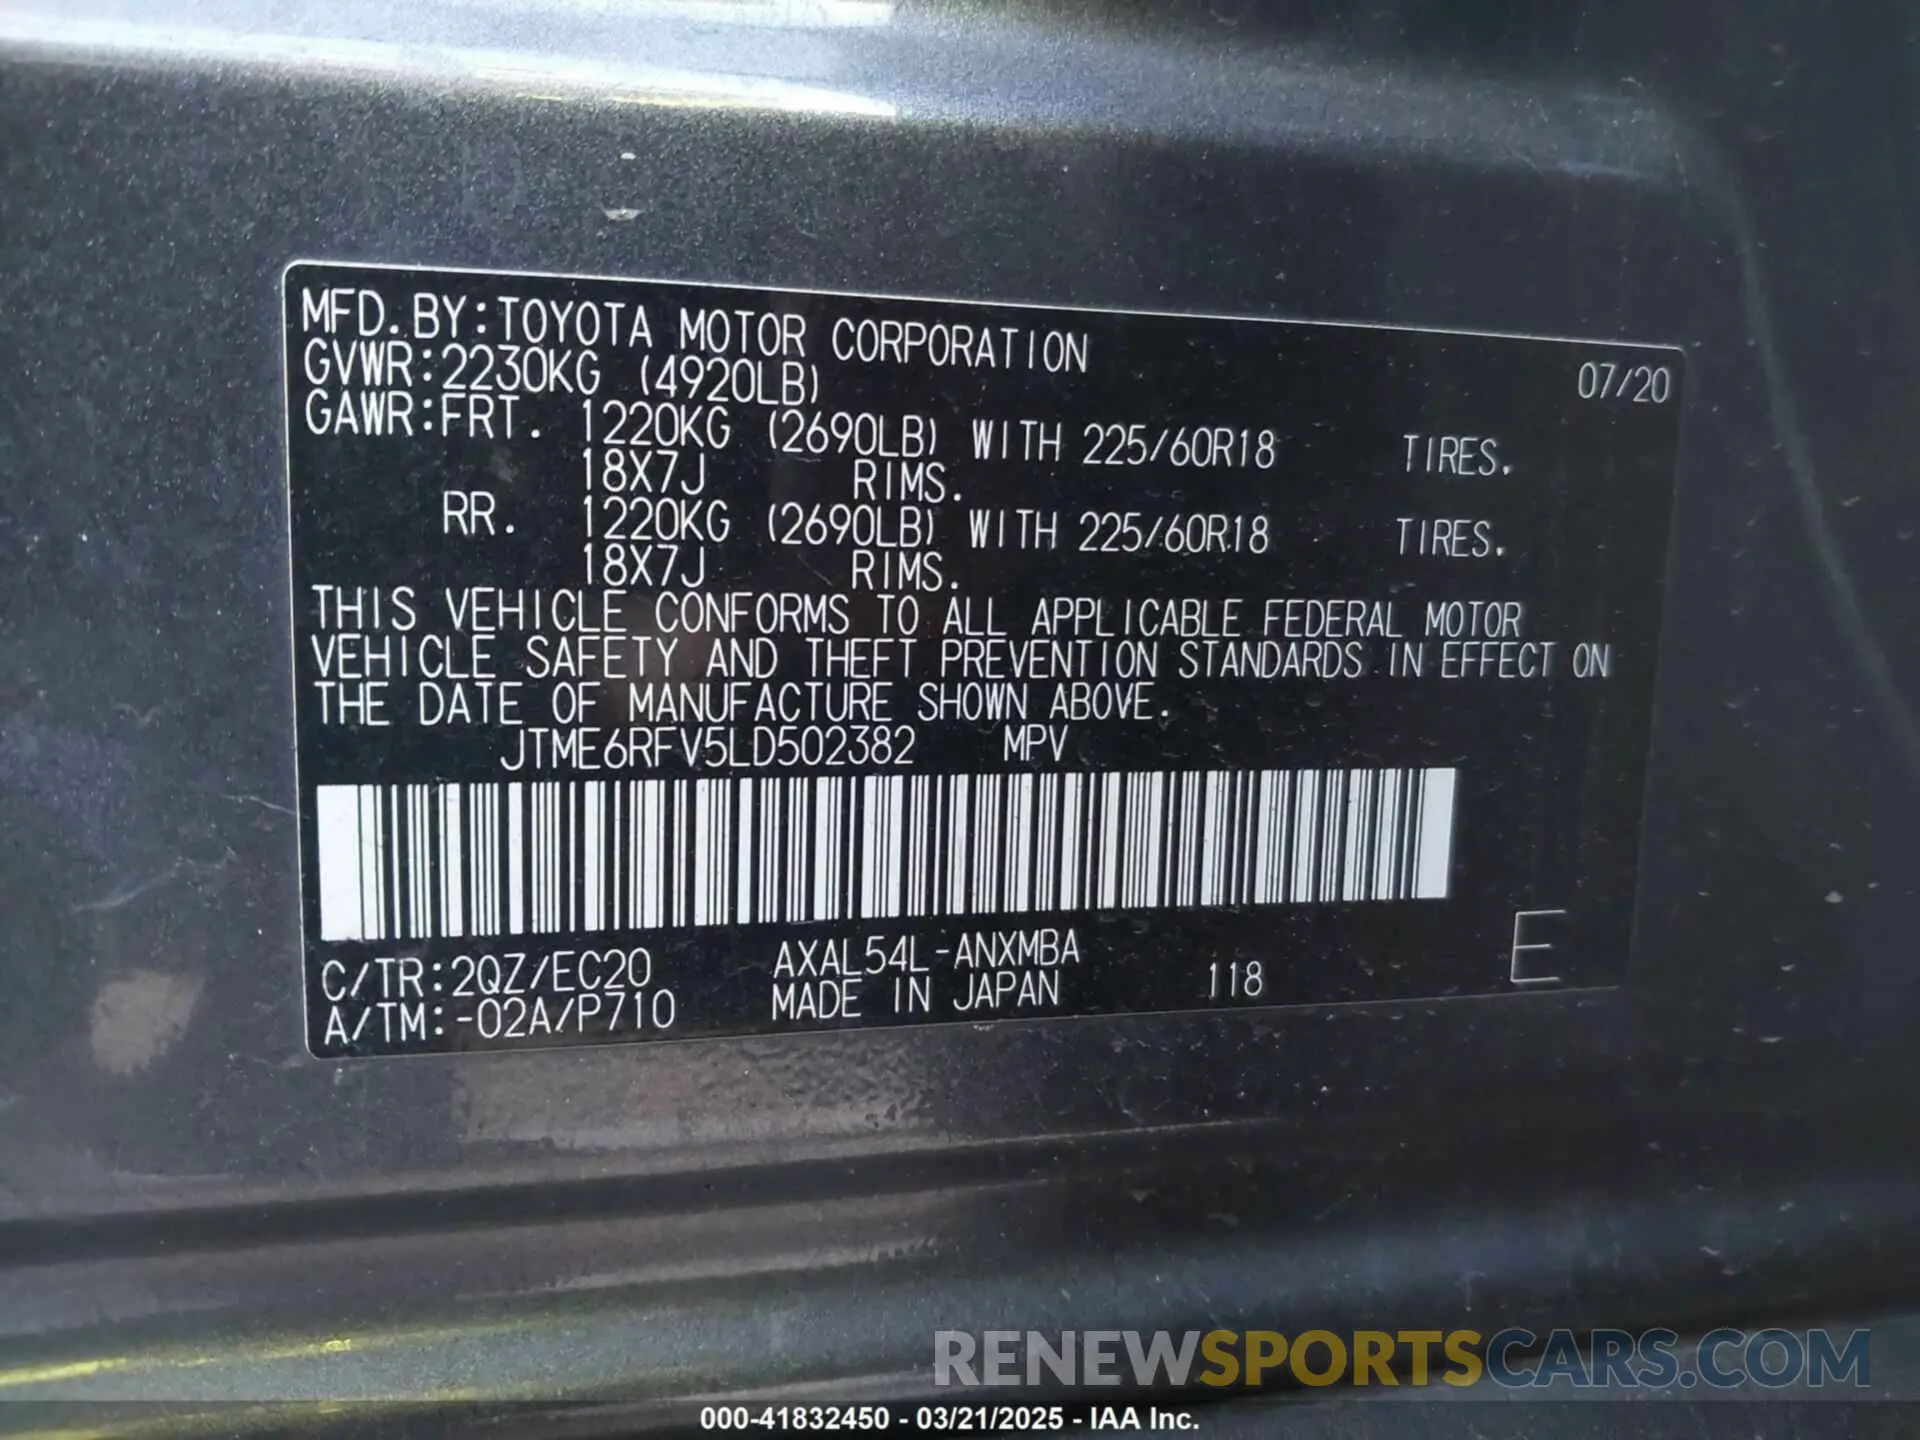 MFD. BY:TOYOTA MOTOR CORPORATION 07/20
GVWR:2230KG (4920LB)
GAWR:FRT. 1220KG (2690LB) WITH 225/60R18 TIRES.
18X7J RIMS.
RR. 1220KG (2690LB) WITH 225/60R18 TIRES.
18X7J RIMS.
THIS VEHICLE CONFORMS TO ALL APPLICABLE FEDERAL MOTOR
VEHICLE SAFETY AND THEFT PREVENTION STANDARDS IN EFFECT ON
THE DATE OF MANUFACTURE SHOWN ABOVE.
JTME6RFV5LD502382 MPV
C/TR:2QZ/EC20 AXAL54L-ANXMBA E
A/TM:-02A/P710 MADE IN JAPAN 118
RENEWSPORTSCARS.COM
000-41832450 - 03/21/2025 - IAA Inc.